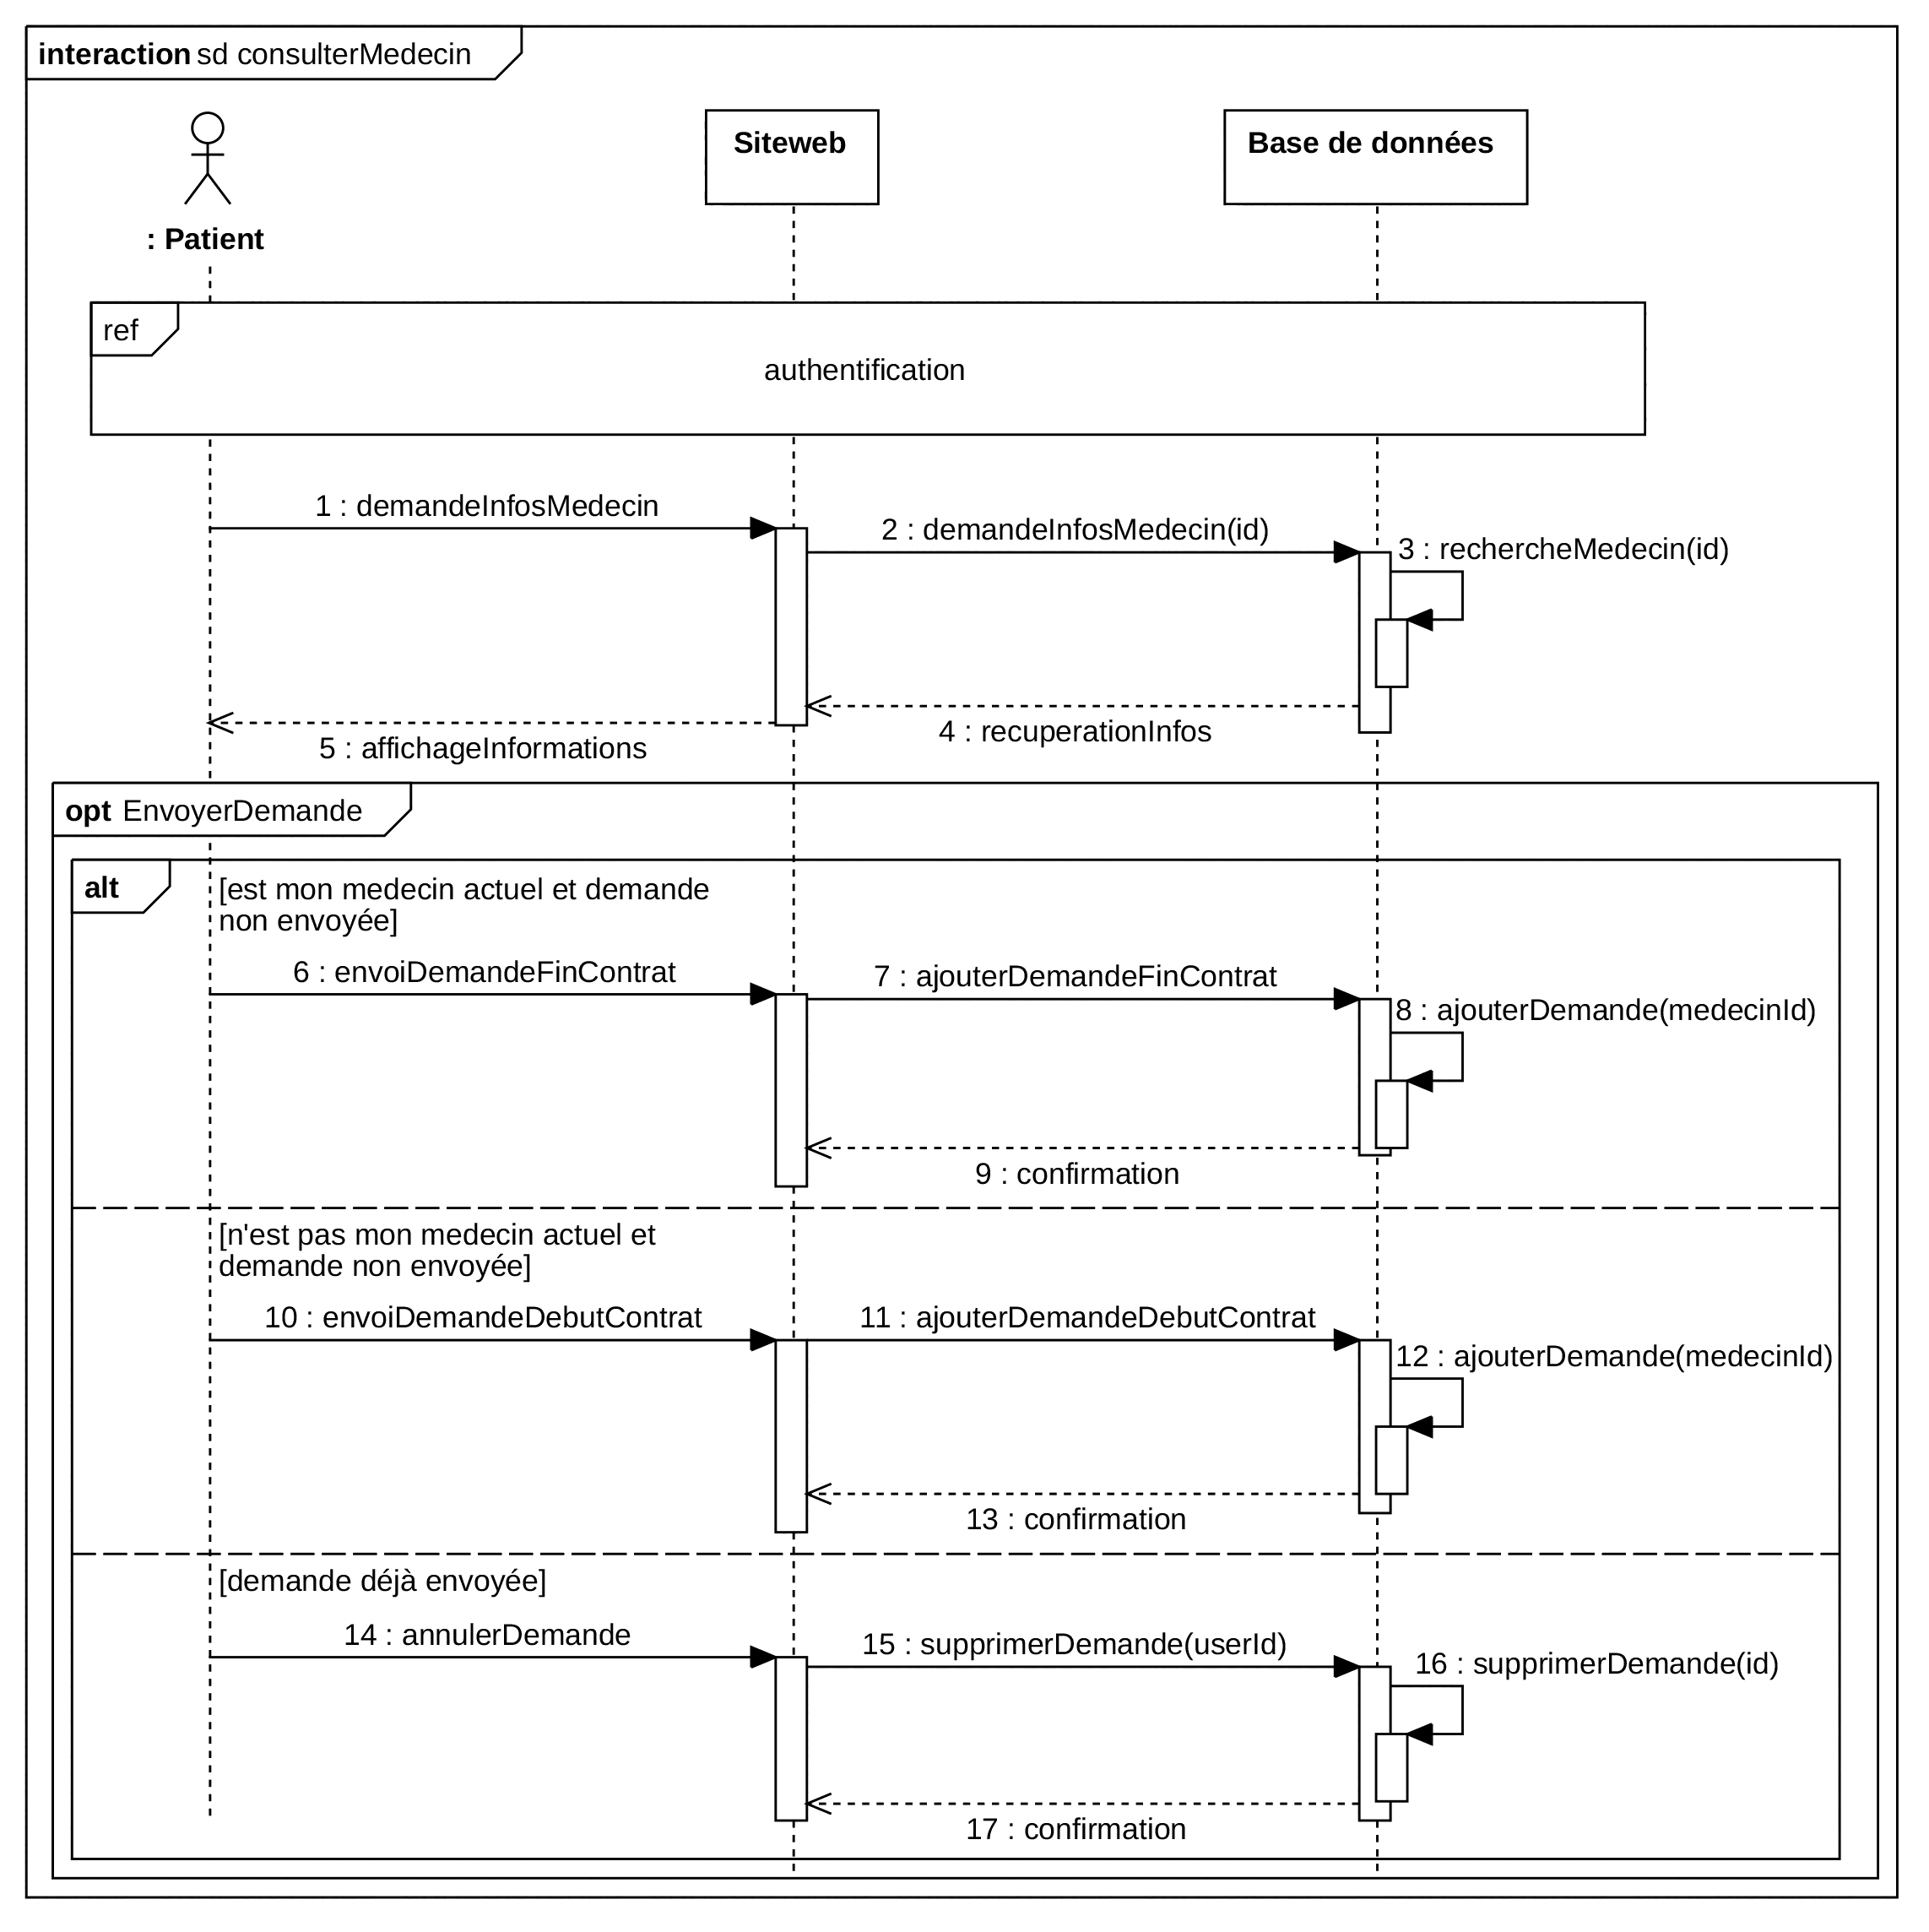 interaction sd consulterMedecin
: Patient
Siteweb
Base de données
ref
authentification
1 : demandeInfosMedecin
2 : demandeInfosMedecin(id)
3 : rechercheMedecin(id)
4 : recuperationInfos
5 : affichageInformations
opt EnvoyerDemande
alt
[est mon medecin actuel et demande
non envoyée]
6 : envoiDemandeFinContrat
7 : ajouterDemandeFinContrat
8 : ajouterDemande(medecinId)
9 : confirmation
[n'est pas mon medecin actuel et
demande non envoyée]
10 : envoiDemandeDebutContrat
11 : ajouterDemandeDebutContrat
12 : ajouterDemande(medecinId)
13 : confirmation
[demande déjà envoyée]
14 : annulerDemande
15 : supprimerDemande(userId)
16 : supprimerDemande(id)
17 : confirmation